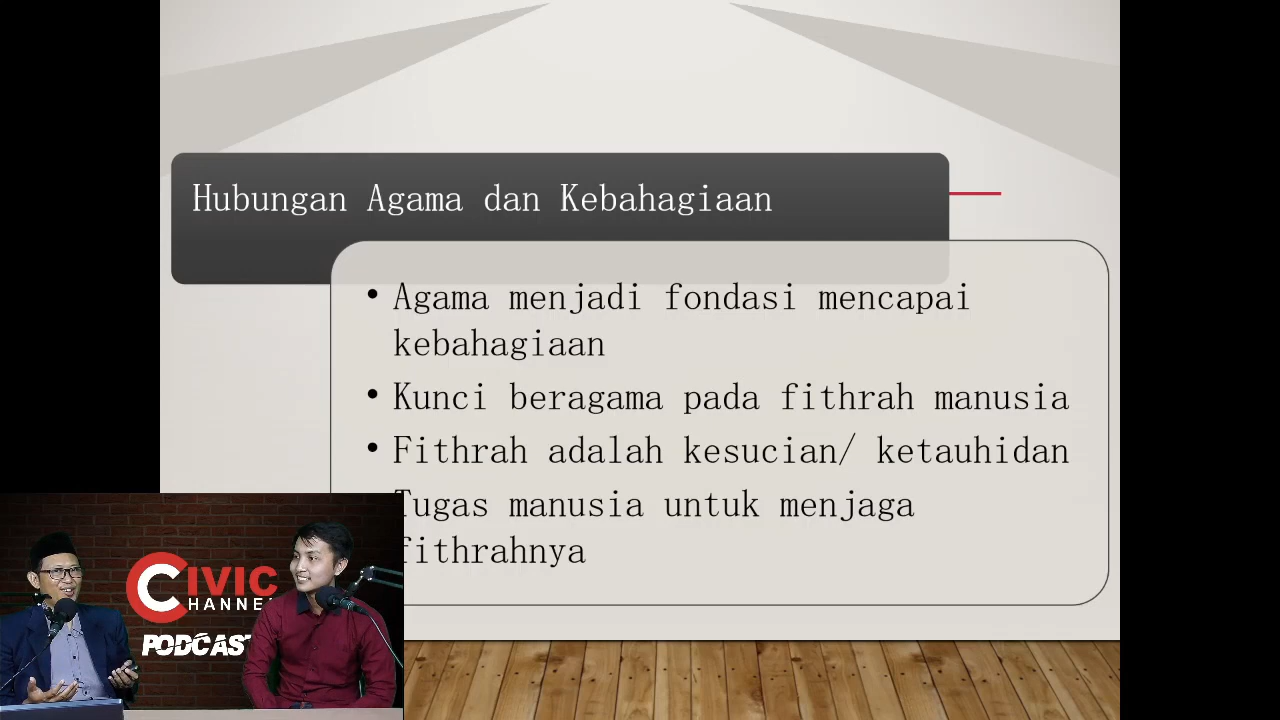 Hubungan Agama dan Kebahagiaan
• Agama menjadi fondasi mencapai
kebahagiaan
• Kunci beragama pada fithrah manusia
• Fithrah adalah kesucian/ ketauhidan
Tugas manusia untuk menjaga
fithrahnya
CIVIC
HANNE
PODCAST